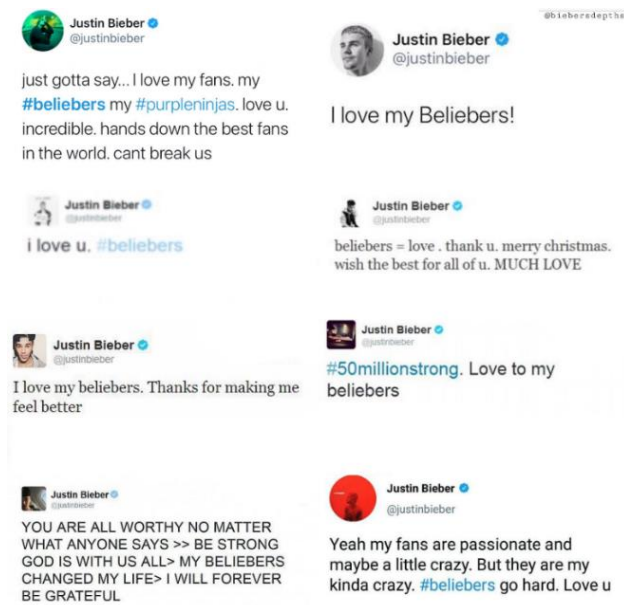 @biebersdepths
Justin Bieber
@justinbieber
just gotta say... I love my fans. my
#beliebers my #purpleninjas. love u.
incredible. hands down the best fans
in the world. cant break us
Justin Bieber
@justinbieber
I love my Beliebers!
Justin Bieber
@justinbieber
i love u. #beliebers
Justin Bieber
@justinbieber
beliebers = love . thank u. merry christmas.
wish the best for all of u. MUCH LOVE
Justin Bieber
@justinbieber
I love my beliebers. Thanks for making me
feel better
Justin Bieber
@justinbieber
#50millionstrong. Love to my
beliebers
Justin Bieber
@justinbieber
YOU ARE ALL WORTHY NO MATTER
WHAT ANYONE SAYS >> BE STRONG
GOD IS WITH US ALL> MY BELIEBERS
CHANGED MY LIFE> I WILL FOREVER
BE GRATEFUL
Justin Bieber
@justinbieber
Yeah my fans are passionate and
maybe a little crazy. But they are my
kinda crazy. #beliebers go hard. Love u